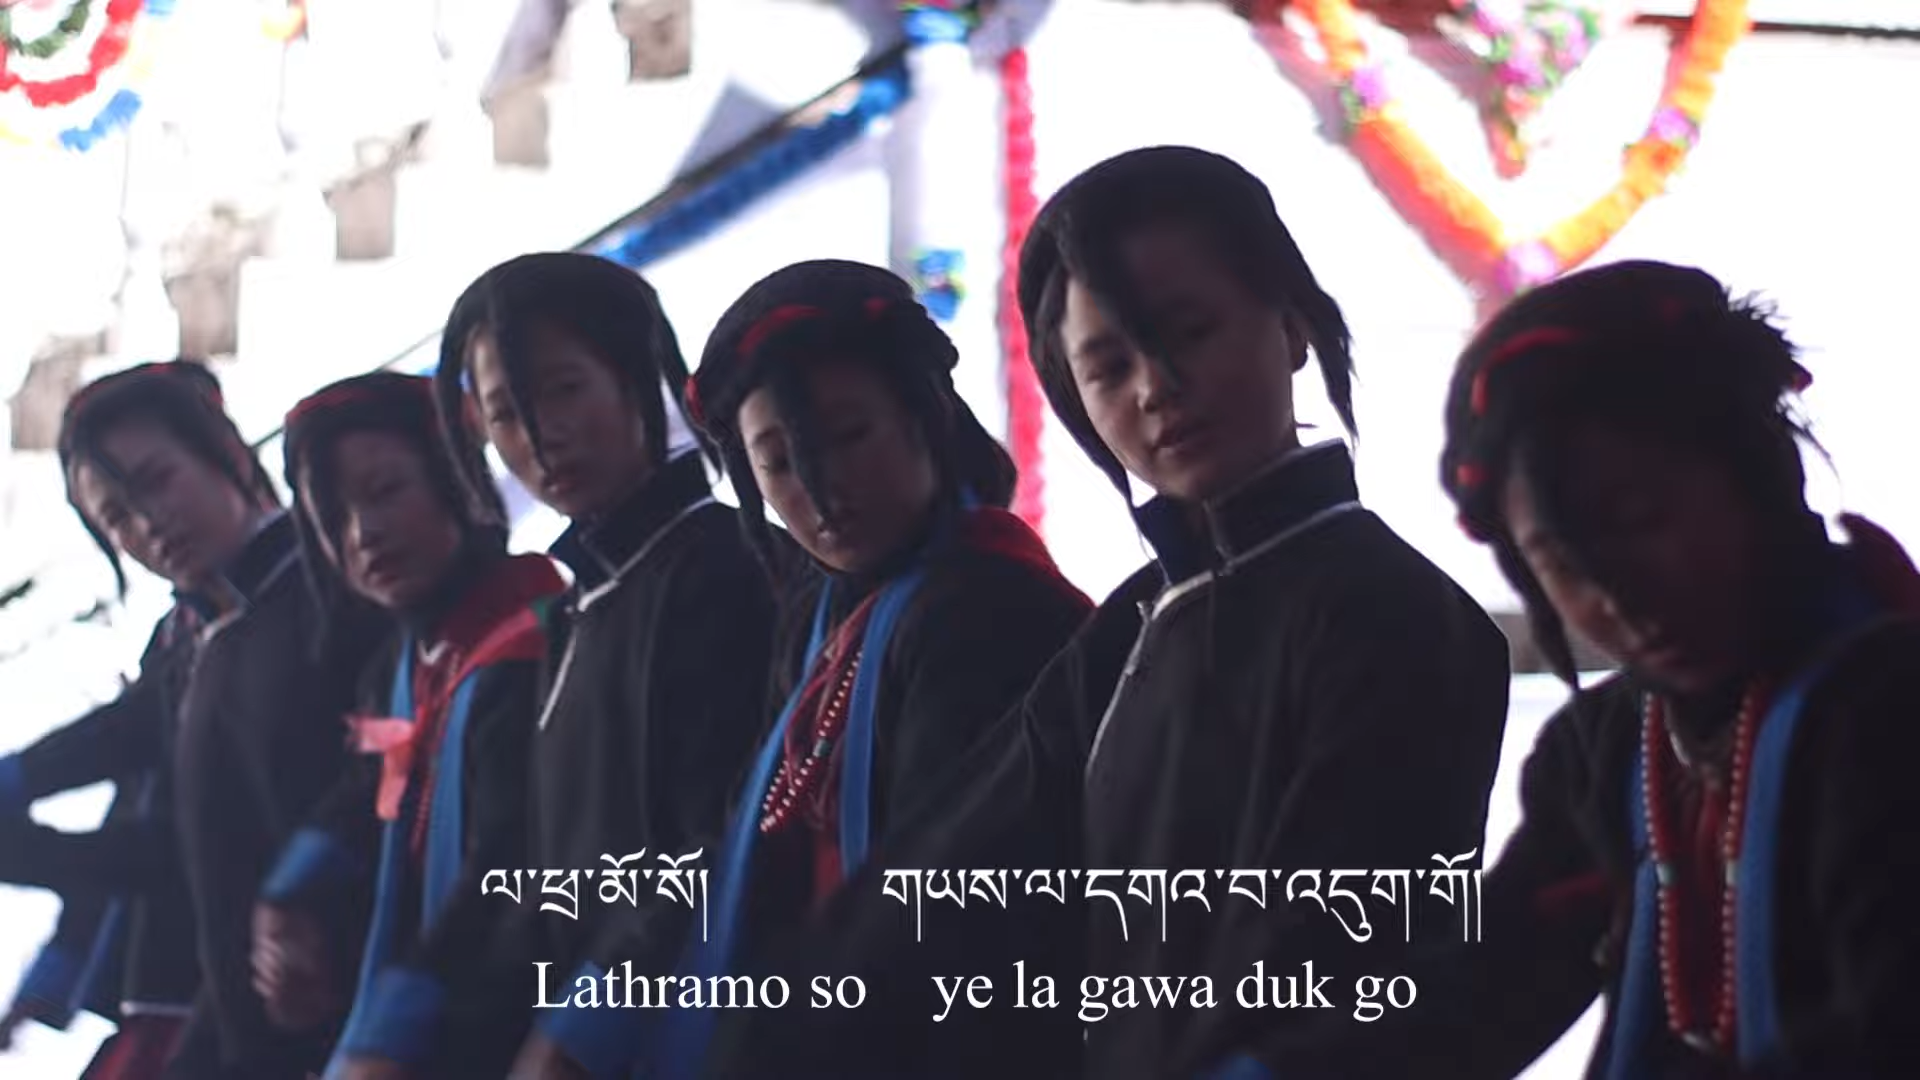 ལ་ཕྲ་མོ་སོ། གཡས་ལ་དགའ་བ་འདུག་གོ།།
Lathramo so ye la gawa duk go